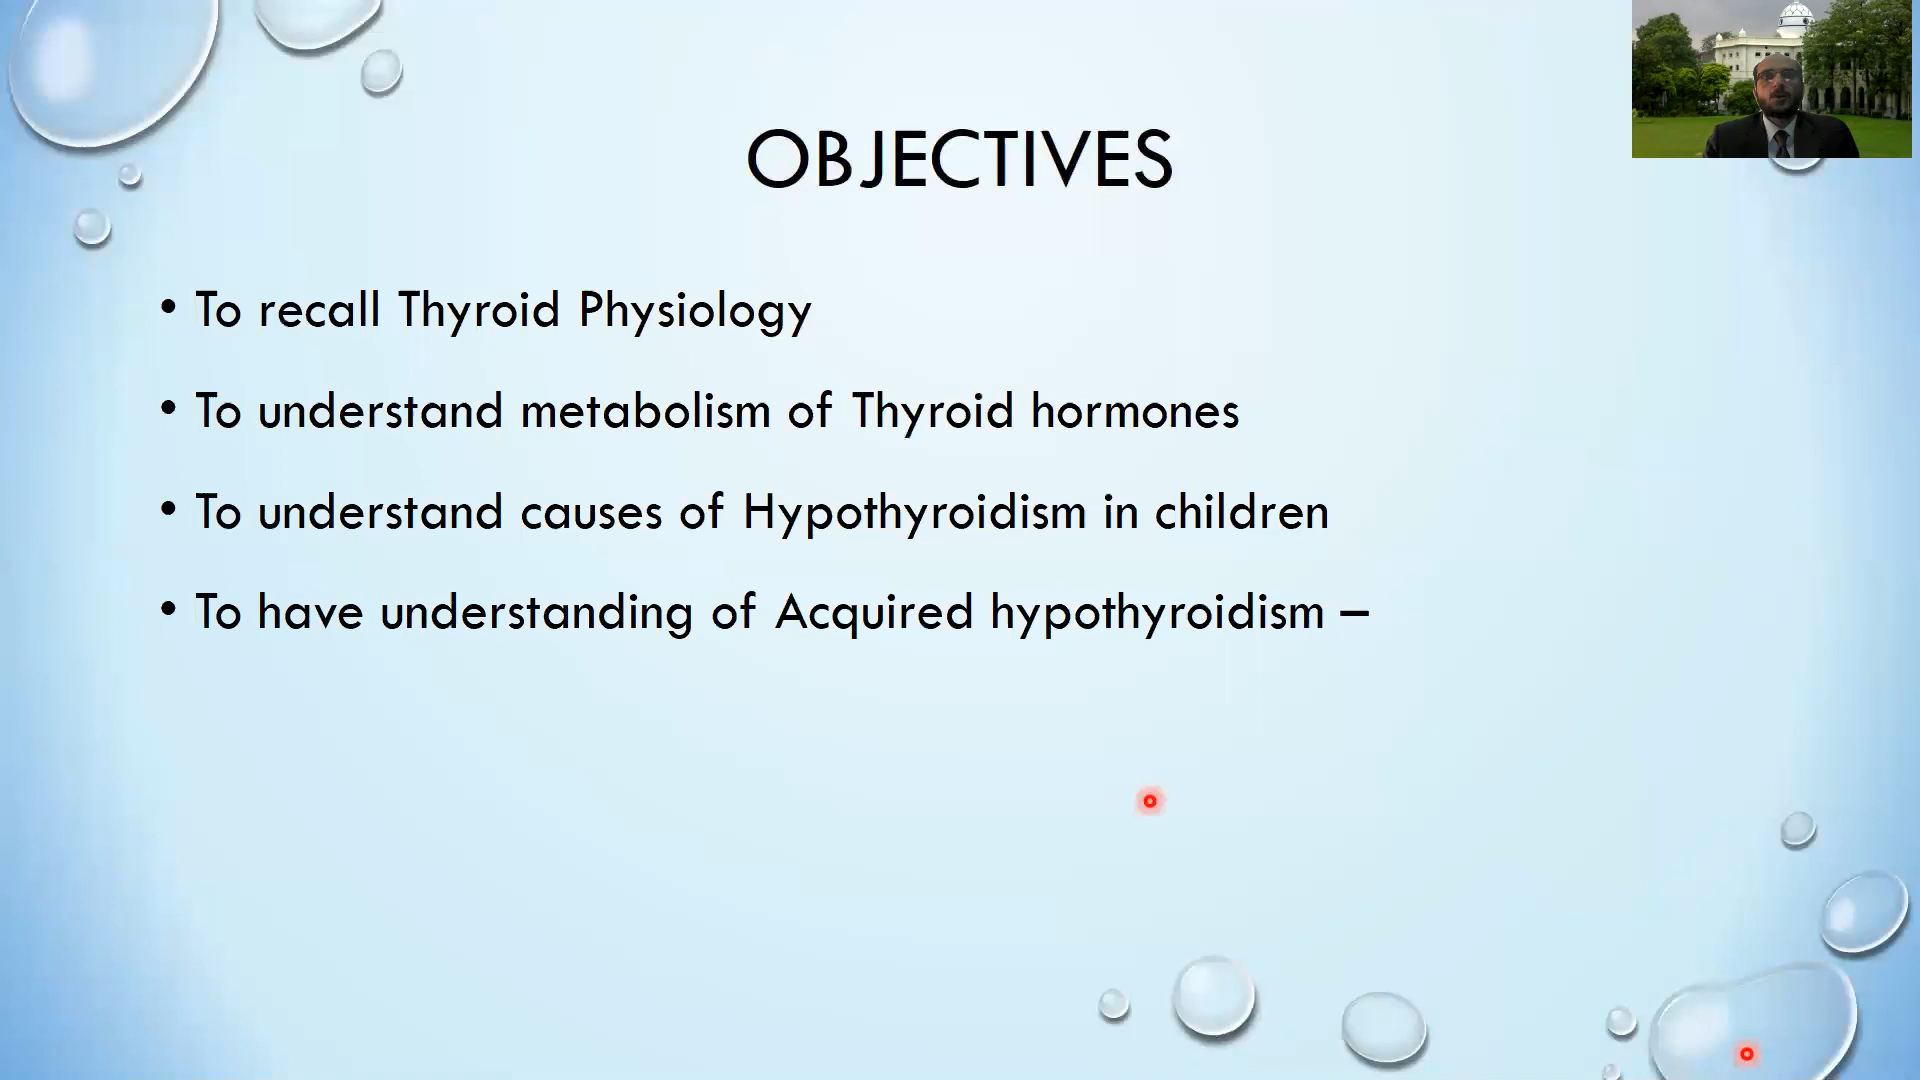 OBJECTIVES
• To recall Thyroid Physiology
• To understand metabolism of Thyroid hormones
• To understand causes of Hypothyroidism in children
• To have understanding of Acquired hypothyroidism –